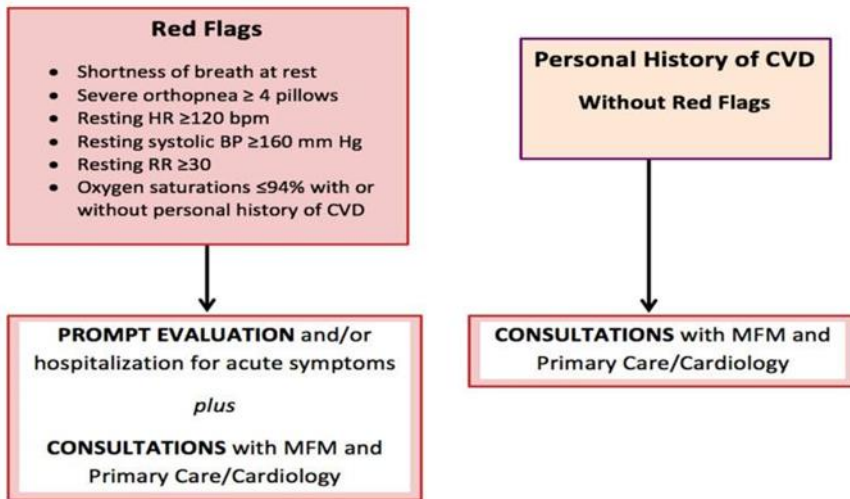 Red Flags
• Shortness of breath at rest
• Severe orthopnea ≥ 4 pillows
• Resting HR ≥120 bpm
• Resting systolic BP ≥160 mm Hg
• Resting RR ≥30
• Oxygen saturations ≤94% with or
without personal history of CVD
PROMPT EVALUATION and/or
hospitalization for acute symptoms
plus
CONSULTATIONS with MFM and
Primary Care/Cardiology
Personal History of CVD
Without Red Flags
CONSULTATIONS with MFM and
Primary Care/Cardiology